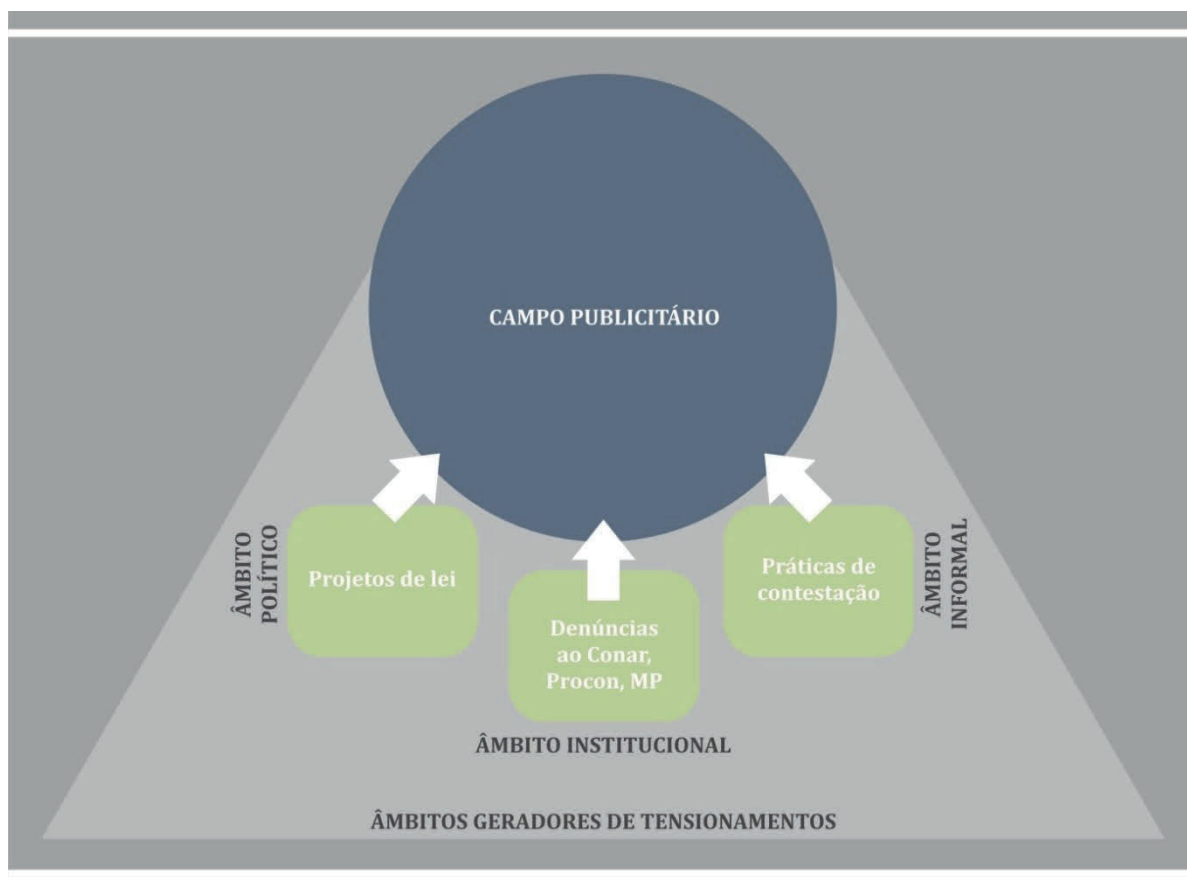 CAMPO PUBLICITÁRIO
ÂMBITO
POLÍTICO
Projetos de lei
Denúncias
ao Conar,
Procon, MP
Práticas de
contestação
ÂMBITO
INFORMAL
ÂMBITO INSTITUCIONAL
ÂMBITOS GERADORES DE TENSIONAMENTOS